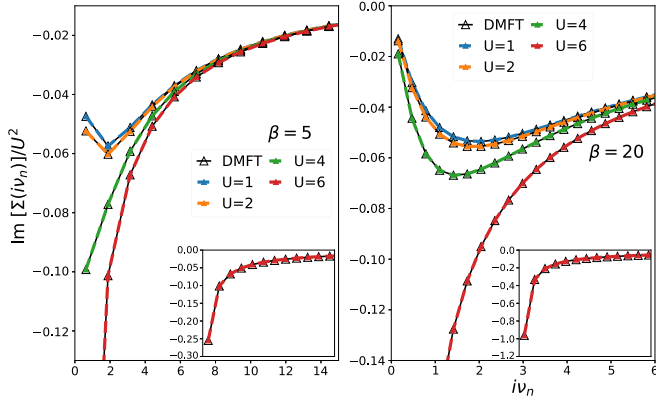 Im [Σ(iν_n)]/U²
−0.02
−0.04
−0.06
−0.08
−0.10
−0.12
β = 5
DMFT
U=1
U=2
U=4
U=6
0.00
−0.05
−0.10
−0.15
−0.20
−0.25
−0.30
0 2 4 6 8 10 12 14
0.00
−0.02
−0.04
−0.06
−0.08
−0.10
−0.12
−0.14
DMFT
U=1
U=2
U=4
U=6
β = 20
0.0
−0.2
−0.4
−0.6
−0.8
−1.0
−1.2
0 1 2 3 4 5 6
iν_n